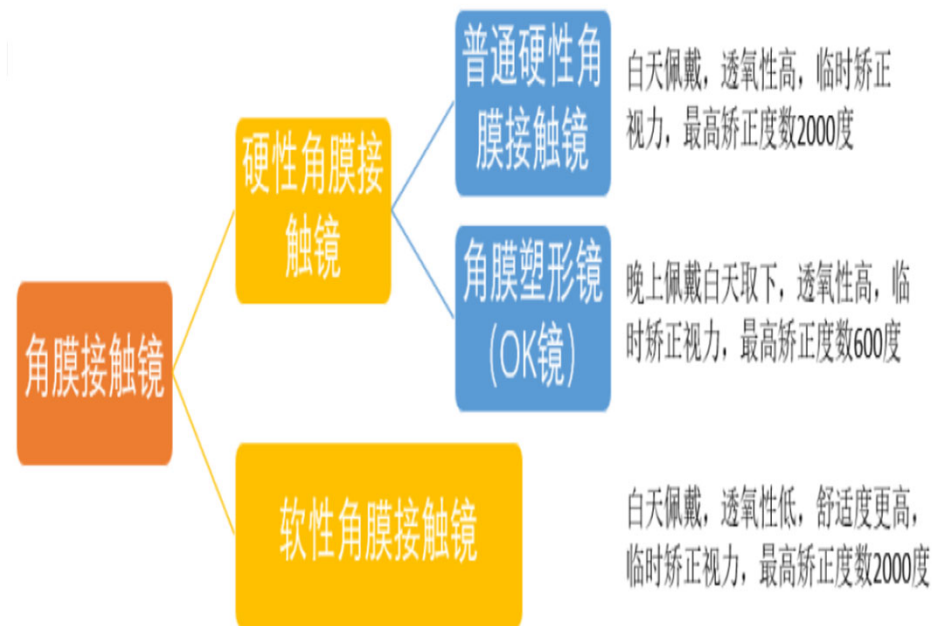 普通硬性角
膜接触镜
白天佩戴，透氧性高，临时矫正
视力，最高矫正度数2000度
硬性角膜接
触镜
角膜塑形镜
(OK镜）
晚上佩戴白天取下，透氧性高，临
时矫正视力，最高矫正度数600度
角膜接触镜
软性角膜接触镜
白天佩戴，透氧性低，舒适度更高，
临时矫正视力，最高矫正度数2000度